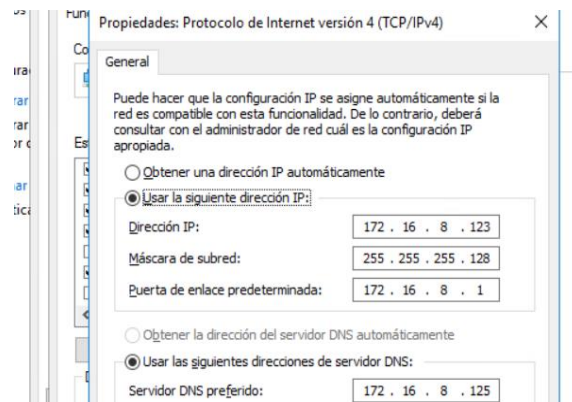 Propiedades: Protocolo de Internet versión 4 (TCP/IPv4)
General
Puede hacer que la configuración IP se asigne automáticamente si la
red es compatible con esta funcionalidad. De lo contrario, deberá
consultar con el administrador de red cuál es la configuración IP
apropiada.
Obtener una dirección IP automáticamente
Usar la siguiente dirección IP:
Dirección IP: 172 . 16 . 8 . 123
Máscara de subred: 255 . 255 . 255 . 128
Puerta de enlace predeterminada: 172 . 16 . 8 . 1
Obtener la dirección del servidor DNS automáticamente
Usar las siguientes direcciones de servidor DNS:
Servidor DNS preferido: 172 . 16 . 8 . 125